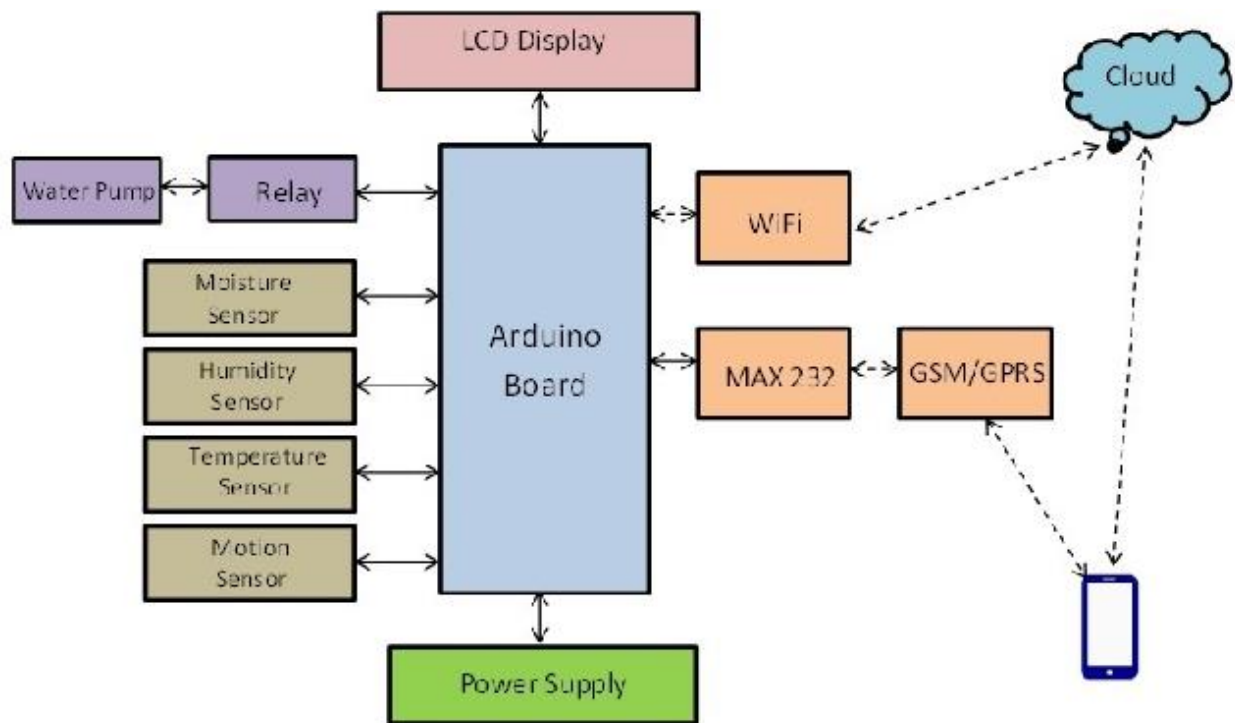 LCD Display
Cloud
Water Pump
Relay
WiFi
Moisture
Sensor
Humidity
Sensor
Temperature
Sensor
Motion
Sensor
Arduino
Board
MAX 232
GSM/GPRS
Power Supply